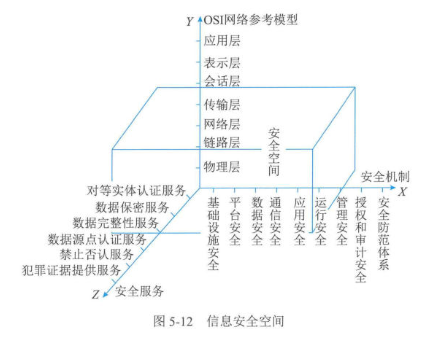 Y
OSI网络参考模型
应用层
表示层
会话层
传输层
网络层
链路层
物理层
安全空间
安全机制
X
对等实体认证服务
数据保密服务
数据完整性服务
数据源点认证服务
禁止否认服务
犯罪证据提供服务
Z
安全服务
基础设施安全
平台安全
数据安全
通信安全
应用安全
运行安全
管理安全
授权和审计安全
安全防范体系
图 5-12 信息安全空间